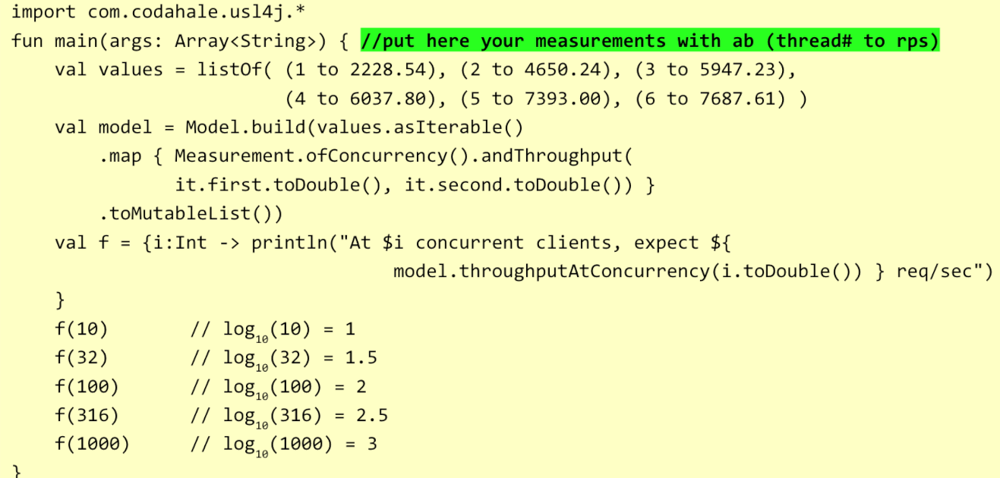 import com.codahale.usl4j.*
fun main(args: Array<String>) { //put here your measurements with ab (thread# to rps)
    val values = listOf( (1 to 2228.54), (2 to 4650.24), (3 to 5947.23),
                         (4 to 6037.80), (5 to 7393.00), (6 to 7687.61) )
    val model = Model.build(values.asIterable()
        .map { Measurement.ofConcurrency().andThroughput(
               it.first.toDouble(), it.second.toDouble()) }
        .toMutableList())
    val f = {i:Int -> println("At $i concurrent clients, expect ${
                                   model.throughputAtConcurrency(i.toDouble()) } req/sec")
    }
    f(10)       // log₁₀(10) = 1
    f(32)       // log₁₀(32) = 1.5
    f(100)      // log₁₀(100) = 2
    f(316)      // log₁₀(316) = 2.5
    f(1000)     // log₁₀(1000) = 3
}